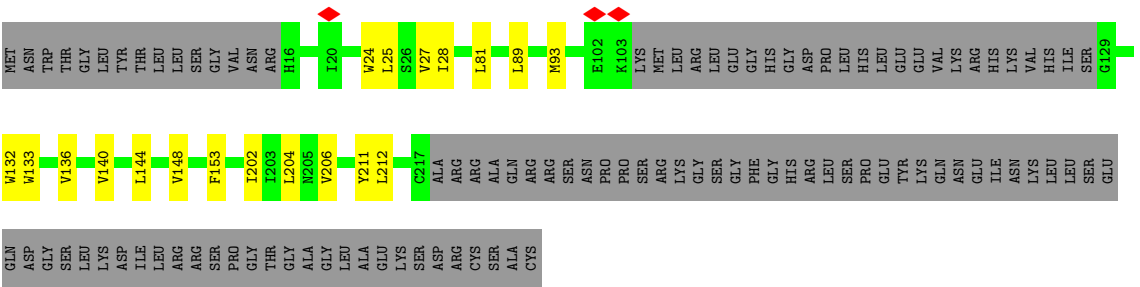 MET ASN TRP THR GLY LEU TYR THR LEU LEU SER GLY VAL ASN ARG H16 I20 W24 L25 S26 V27 I28 L81 L89 M93 E102 K103 LYS MET LEU ARG LEU GLU GLY HIS GLY ASP PRO LEU HIS LEU GLU GLU VAL LYS ARG HIS LYS VAL HIS ILE SER G129
W132 W133 V136 V140 L144 V148 F153 I202 I203 L204 N205 V206 Y211 L212 C217 ALA ARG ARG ALA GLN ARG ARG SER ASN PRO PRO SER ARG LYS GLY SER GLY PHE GLY HIS ARG LEU SER PRO GLU TYR LYS GLN ASN GLU ILE ASN LYS LEU LEU SER GLU
GLN ASP GLY SER LEU LYS ASP ILE LEU ARG ARG SER PRO GLY THR GLY ALA GLY LEU ALA GLU LYS SER ASP ARG CYS SER ALA CYS